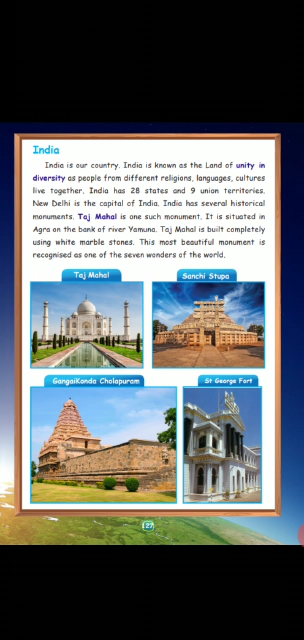 India
India is our country. India is known as the Land of unity in
diversity as people from different religions, languages, cultures
live together. India has 28 states and 9 union territories.
New Delhi is the capital of India. India has several historical
monuments. Taj Mahal is one such monument. It is situated in
Agra on the bank of river Yamuna. Taj Mahal is built completely
using white marble stones. This most beautiful monument is
recognised as one of the seven wonders of the world.
Taj Mahal
Sanchi Stupa
GangaiKonda Cholapuram
St George Fort
127